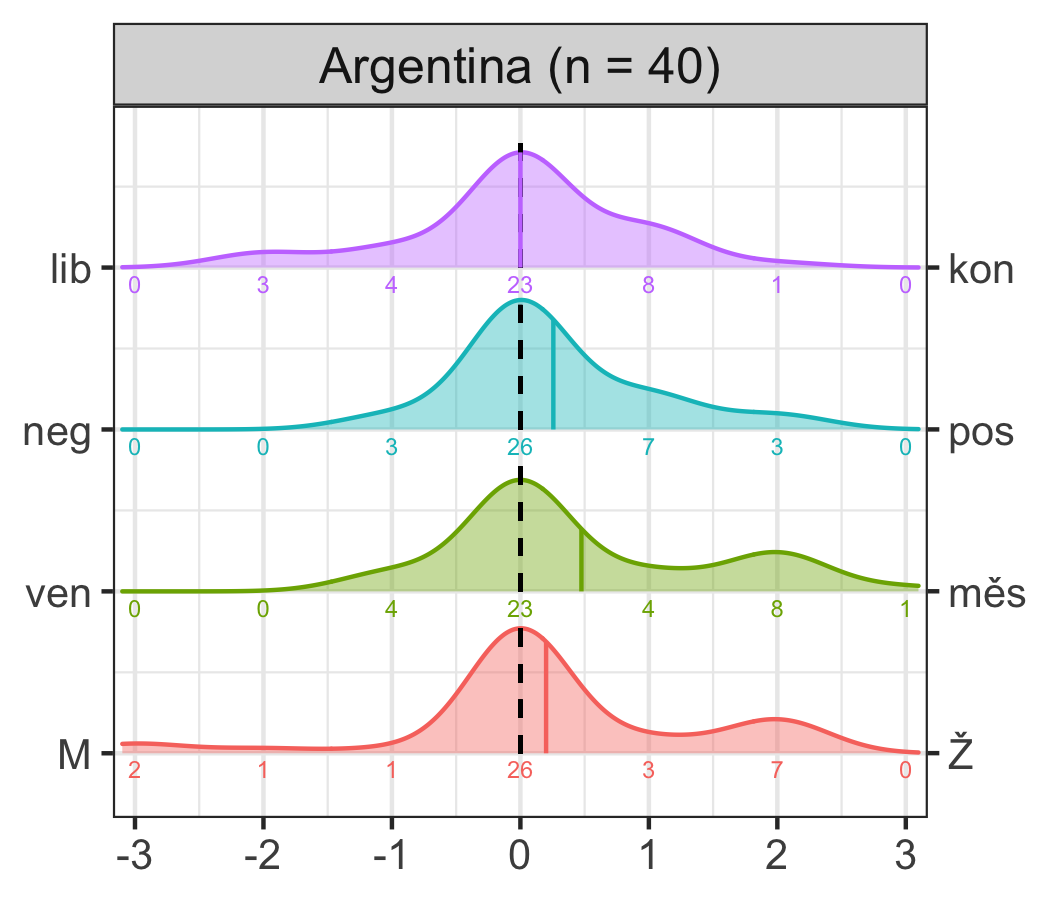 Argentina (n = 40)
lib kon
0 3 4 23 8 1 0
neg pos
0 0 3 26 7 3 0
ven měs
0 0 4 23 4 8 1
M Ž
2 1 1 26 3 7 0
-3 -2 -1 0 1 2 3